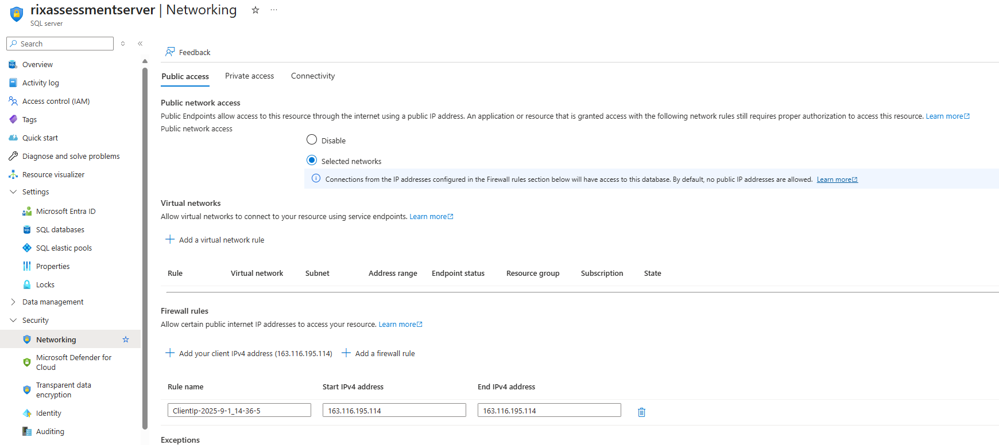 rixassessmentserver | Networking
SQL server
Search
Overview
Activity log
Access control (IAM)
Tags
Quick start
Diagnose and solve problems
Resource visualizer
Settings
Microsoft Entra ID
SQL databases
SQL elastic pools
Properties
Locks
Data management
Security
Networking
Microsoft Defender for
Cloud
Transparent data
encryption
Identity
Auditing
Feedback
Public access Private access Connectivity
Public network access
Public Endpoints allow access to this resource through the internet using a public IP address. An application or resource that is granted access with the following network rules still requires proper authorization to access this resource. Learn more
Public network access
Disable
Selected networks
Connections from the IP addresses configured in the Firewall rules section below will have access to this database. By default, no public IP addresses are allowed. Learn more
Virtual networks
Allow virtual networks to connect to your resource using service endpoints. Learn more
Add a virtual network rule
Rule Virtual network Subnet Address range Endpoint status Resource group Subscription State
Firewall rules
Allow certain public internet IP addresses to access your resource. Learn more
Add your client IPv4 address (163.116.195.114) Add a firewall rule
Rule name Start IPv4 address End IPv4 address
ClientIp-2025-9-1_14-36-5 163.116.195.114 163.116.195.114
Exceptions
SQL
SQL